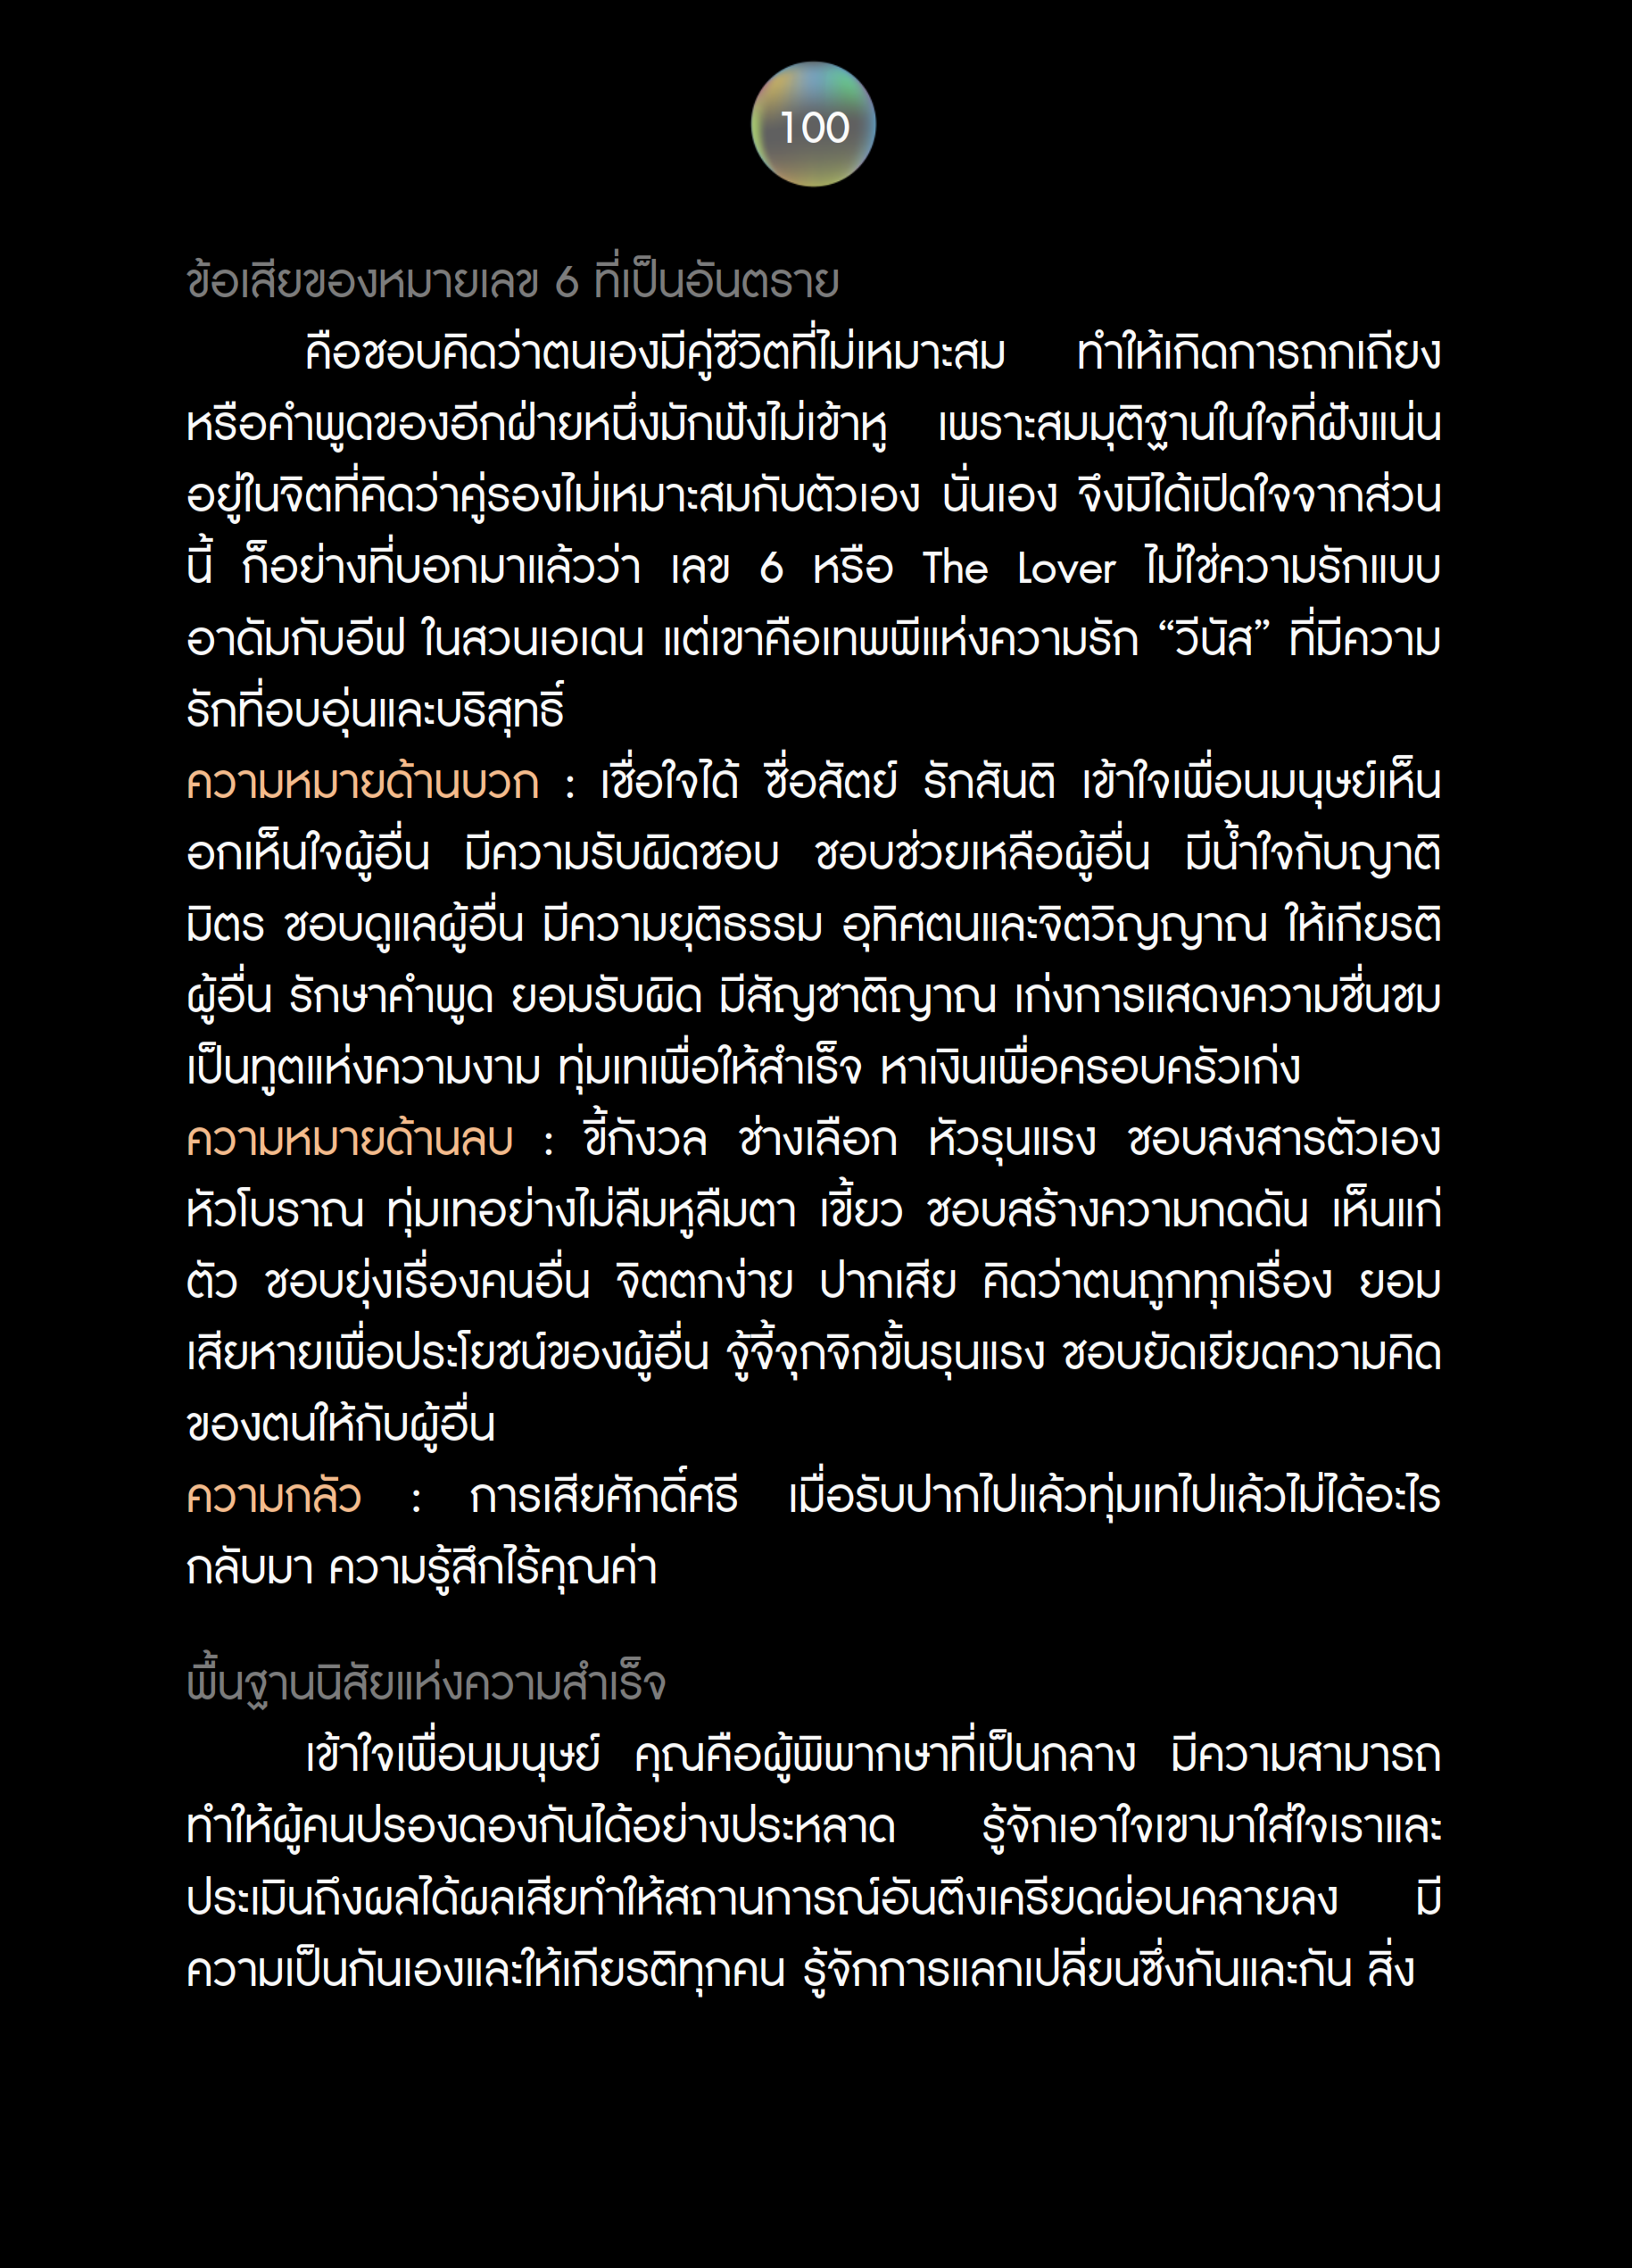 100
ข้อเสียของหมายเลข 6 ที่เป็นอันตราย
คือชอบคิดว่าตนเองมีคู่ชีวิตที่ไม่เหมาะสม ทำให้เกิดการถกเถียง
หรือคำพูดของอีกฝ่ายหนึ่งมักฟังไม่เข้าหู เพราะสมมุติฐานในใจที่ฝังแน่น
อยู่ในจิตที่คิดว่าคู่รองไม่เหมาะสมกับตัวเอง นั่นเอง จึงมิได้เปิดใจจากส่วน
นี้ ก็อย่างที่บอกมาแล้วว่า เลข 6 หรือ The Lover ไม่ใช่ความรักแบบ
อาดัมกับอีฟ ในสวนเอเดน แต่เขาคือเทพพีแห่งความรัก “วีนัส” ที่มีความ
รักที่อบอุ่นและบริสุทธิ์
ความหมายด้านบวก : เชื่อใจได้ ซื่อสัตย์ รักสันติ เข้าใจเพื่อนมนุษย์เห็น
อกเห็นใจผู้อื่น มีความรับผิดชอบ ชอบช่วยเหลือผู้อื่น มีน้ำใจกับญาติ
มิตร ชอบดูแลผู้อื่น มีความยุติธรรม อุทิศตนและจิตวิญญาณ ให้เกียรติ
ผู้อื่น รักษาคำพูด ยอมรับผิด มีสัญชาติญาณ เก่งการแสดงความชื่นชม
เป็นทูตแห่งความงาม ทุ่มเทเพื่อให้สำเร็จ หาเงินเพื่อครอบครัวเก่ง
ความหมายด้านลบ : ขี้กังวล ช่างเลือก หัวรุนแรง ชอบสงสารตัวเอง
หัวโบราณ ทุ่มเทอย่างไม่ลืมหูลืมตา เขี้ยว ชอบสร้างความกดดัน เห็นแก่
ตัว ชอบยุ่งเรื่องคนอื่น จิตตกง่าย ปากเสีย คิดว่าตนถูกทุกเรื่อง ยอม
เสียหายเพื่อประโยชน์ของผู้อื่น จู้จี้จุกจิกขั้นรุนแรง ชอบยัดเยียดความคิด
ของตนให้กับผู้อื่น
ความกลัว : การเสียศักดิ์ศรี เมื่อรับปากไปแล้วทุ่มเทไปแล้วไม่ได้อะไร
กลับมา ความรู้สึกไร้คุณค่า
พื้นฐานนิสัยแห่งความสำเร็จ
เข้าใจเพื่อนมนุษย์ คุณคือผู้พิพากษาที่เป็นกลาง มีความสามารถ
ทำให้ผู้คนปรองดองกันได้อย่างประหลาด รู้จักเอาใจเขามาใส่ใจเราและ
ประเมินถึงผลได้ผลเสียทำให้สถานการณ์อันตึงเครียดผ่อนคลายลง มี
ความเป็นกันเองและให้เกียรติทุกคน รู้จักการแลกเปลี่ยนซึ่งกันและกัน สิ่ง